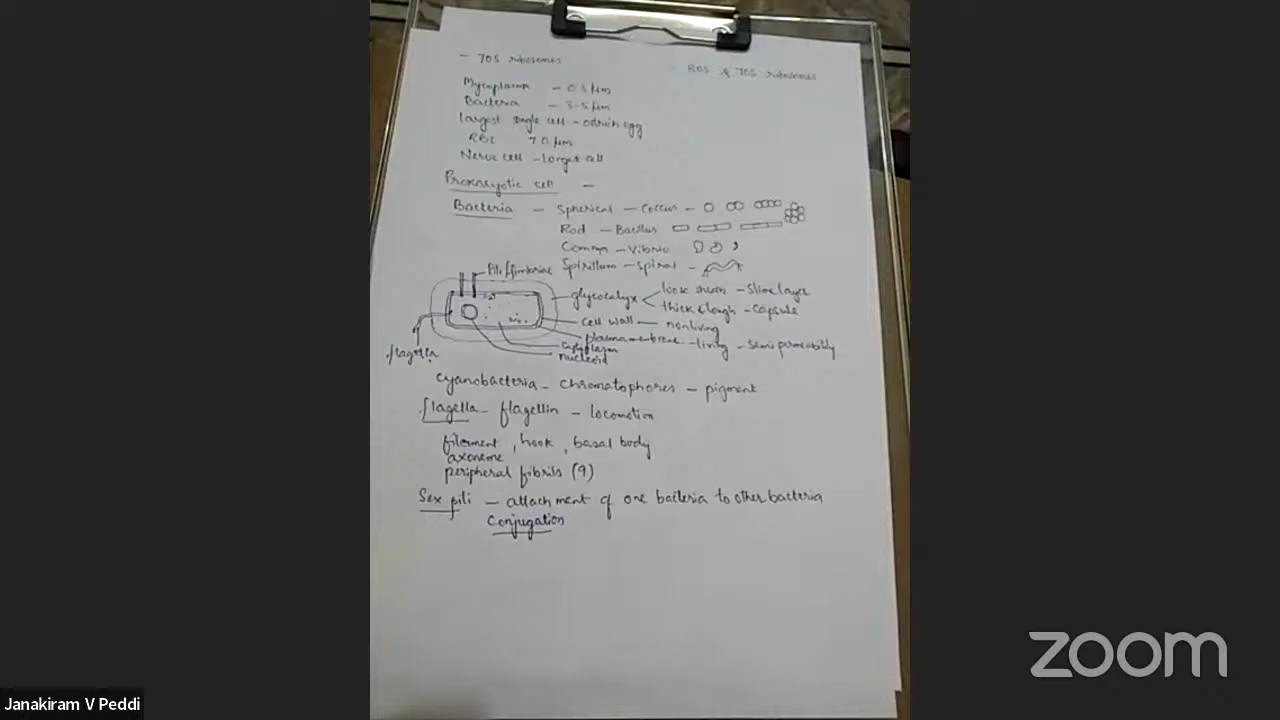 - 70S ribosomes
80S & 70S ribosomes
Mycoplasma - 0.3 μm
Bacteria - 3-5 μm
largest single cell - ostrich egg
RBC 7.0 μm
Nerve cell - longest cell
Prokaryotic cell -
Bacteria - Spherical - Coccus -
Rod - Bacillus
Comma - Vibrio
Spirillum - Spiral -
Pili/fimbriae
glycocalyx
loose sheath - Slime layer
thick & tough - Capsule
cell wall - nonliving
plasma membrane - living - semi permeability
cytoplasm
nucleoid
flagella
Cyanobacteria - chromatophores - pigment
flagella - flagellin - locomotion
filament, hook, basal body
axoneme
peripheral fibrils (9)
Sex pili - attachment of one bacteria to other bacteria
Conjugation
zoom
Janakiram V Peddi